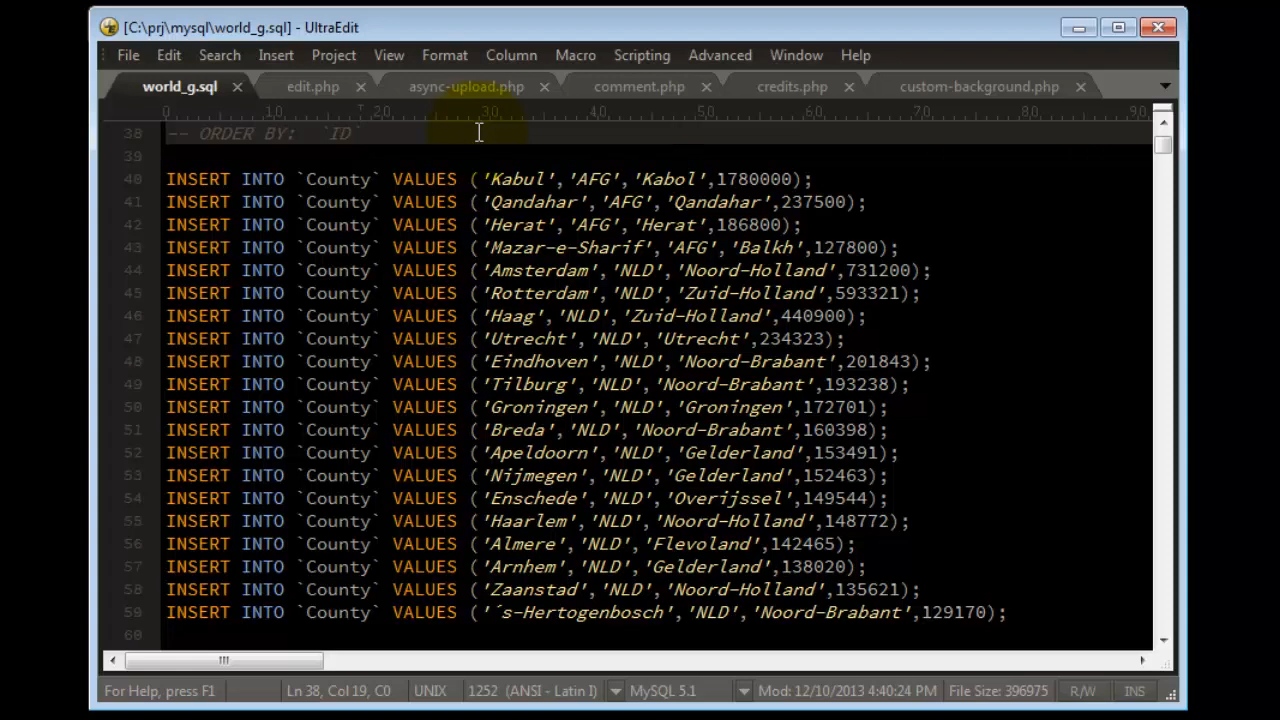 [C:\prj\mysql\world_g.sql] - UltraEdit
File Edit Search Insert Project View Format Column Macro Scripting Advanced Window Help
world_g.sql edit.php async-upload.php comment.php credits.php custom-background.php
0 10 20 30 40 50 60 70 80 90
38 -- ORDER BY:  `ID`
39
40 INSERT INTO `County` VALUES ('Kabul','AFG','Kabol',1780000);
41 INSERT INTO `County` VALUES ('Qandahar','AFG','Qandahar',237500);
42 INSERT INTO `County` VALUES ('Herat','AFG','Herat',186800);
43 INSERT INTO `County` VALUES ('Mazar-e-Sharif','AFG','Balkh',127800);
44 INSERT INTO `County` VALUES ('Amsterdam','NLD','Noord-Holland',731200);
45 INSERT INTO `County` VALUES ('Rotterdam','NLD','Zuid-Holland',593321);
46 INSERT INTO `County` VALUES ('Haag','NLD','Zuid-Holland',440900);
47 INSERT INTO `County` VALUES ('Utrecht','NLD','Utrecht',234323);
48 INSERT INTO `County` VALUES ('Eindhoven','NLD','Noord-Brabant',201843);
49 INSERT INTO `County` VALUES ('Tilburg','NLD','Noord-Brabant',193238);
50 INSERT INTO `County` VALUES ('Groningen','NLD','Groningen',172701);
51 INSERT INTO `County` VALUES ('Breda','NLD','Noord-Brabant',160398);
52 INSERT INTO `County` VALUES ('Apeldoorn','NLD','Gelderland',153491);
53 INSERT INTO `County` VALUES ('Nijmegen','NLD','Gelderland',152463);
54 INSERT INTO `County` VALUES ('Enschede','NLD','Overijssel',149544);
55 INSERT INTO `County` VALUES ('Haarlem','NLD','Noord-Holland',148772);
56 INSERT INTO `County` VALUES ('Almere','NLD','Flevoland',142465);
57 INSERT INTO `County` VALUES ('Arnhem','NLD','Gelderland',138020);
58 INSERT INTO `County` VALUES ('Zaanstad','NLD','Noord-Holland',135621);
59 INSERT INTO `County` VALUES ('´s-Hertogenbosch','NLD','Noord-Brabant',129170);
60
For Help, press F1 Ln 38, Col 19, C0 UNIX 1252 (ANSI - Latin I) MySQL 5.1 Mod: 12/10/2013 4:40:24 PM File Size: 396975 R/W INS